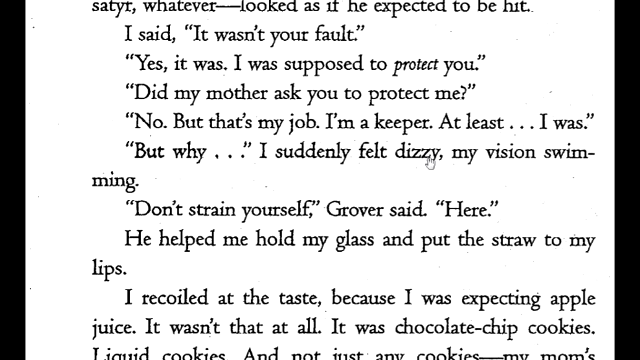 satyr, whatever—looked as if he expected to be hit.
I said, “It wasn’t your fault.”
“Yes, it was. I was supposed to protect you.”
“Did my mother ask you to protect me?”
“No. But that’s my job. I’m a keeper. At least . . . I was.”
“But why . . .” I suddenly felt dizzy, my vision swim-
ming.
“Don’t strain yourself,” Grover said. “Here.”
He helped me hold my glass and put the straw to my
lips.
I recoiled at the taste, because I was expecting apple
juice. It wasn’t that at all. It was chocolate-chip cookies.
Liquid cookies. And not just any cookies—my mom’s